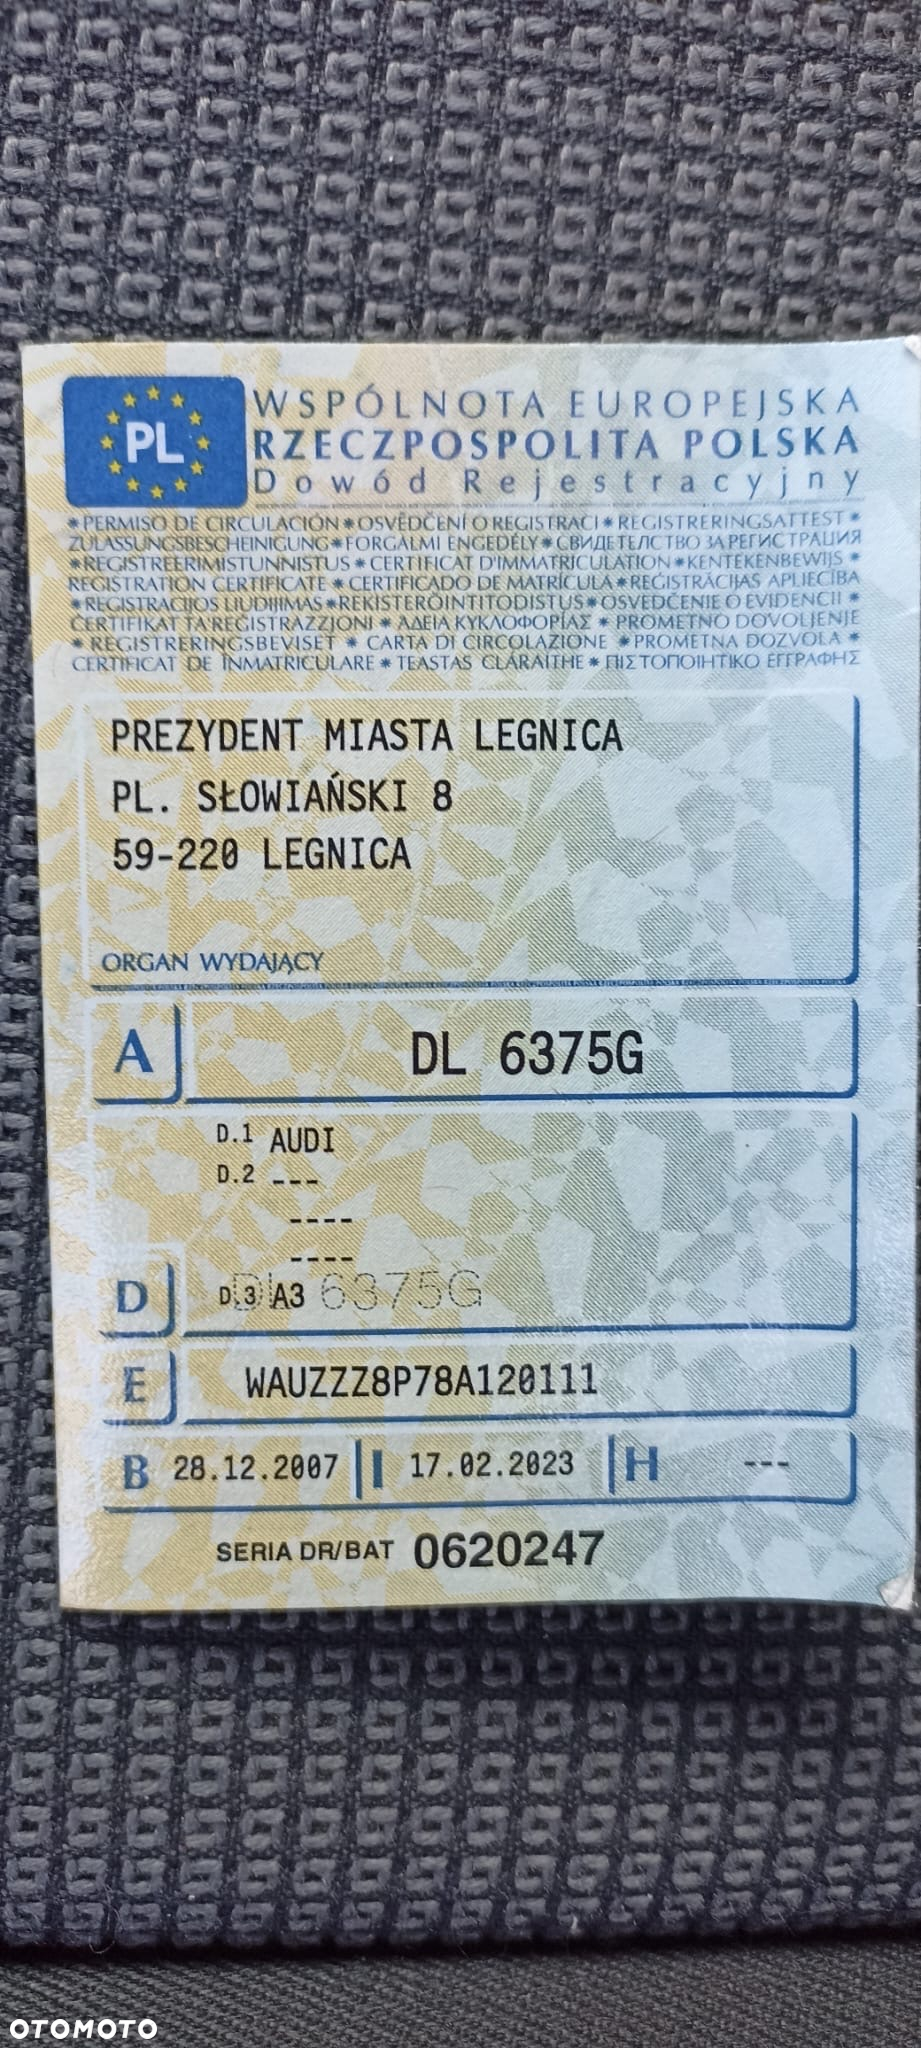 PL
WSPÓLNOTA EUROPEJSKA
RZECZPOSPOLITA POLSKA
Dowód Rejestracyjny
* PERMISO DE CIRCULACIÓN * OSVĚDČENÍ O REGISTRACI * REGISTRERINGSATTEST *
ZULASSUNGSBESCHEINIGUNG * FORGALMI ENGEDÉLY * СВИДЕТЕЛСТВО ЗА РЕГИСТРАЦИЯ
* REGISTREERIMISTUNNISTUS * CERTIFICAT D'IMMATRICULATION * KENTEKENBEWIJS *
REGISTRATION CERTIFICATE * CERTIFICADO DE MATRÍCULA * REĢISTRĀCIJAS APLIECĪBA
* REGISTRACIJOS LIUDIJIMAS * REKISTERÖINTITODISTUS * OSVEDČENIE O EVIDENCII *
ĊERTIFIKAT TA'REĠISTRAZZJONI * ΑΔΕΙΑ ΚΥΚΛΟΦΟΡΙΑΣ * PROMETNO DOVOLJENJE
* REGISTRERINGSBEVISET * CARTA DI CIRCOLAZIONE * PROMETNA DOZVOLA *
CERTIFICAT DE ÎNMATRICULARE * TEASTAS CLÁRAITHE * ΠΙΣΤΟΠΟΙΗΤΙΚΟ ΕΓΓΡΑΦΗΣ
PREZYDENT MIASTA LEGNICA
PL. SŁOWIAŃSKI 8
59-220 LEGNICA
ORGAN WYDAJĄCY
A DL 6375G
D.1 AUDI
D.2 ---
----
----
D D.3 A3 DL 6375G
E WAUZZZ8P78A120111
B 28.12.2007 I 17.02.2023 H ---
SERIA DR/BAT 0620247
OTOMOTO